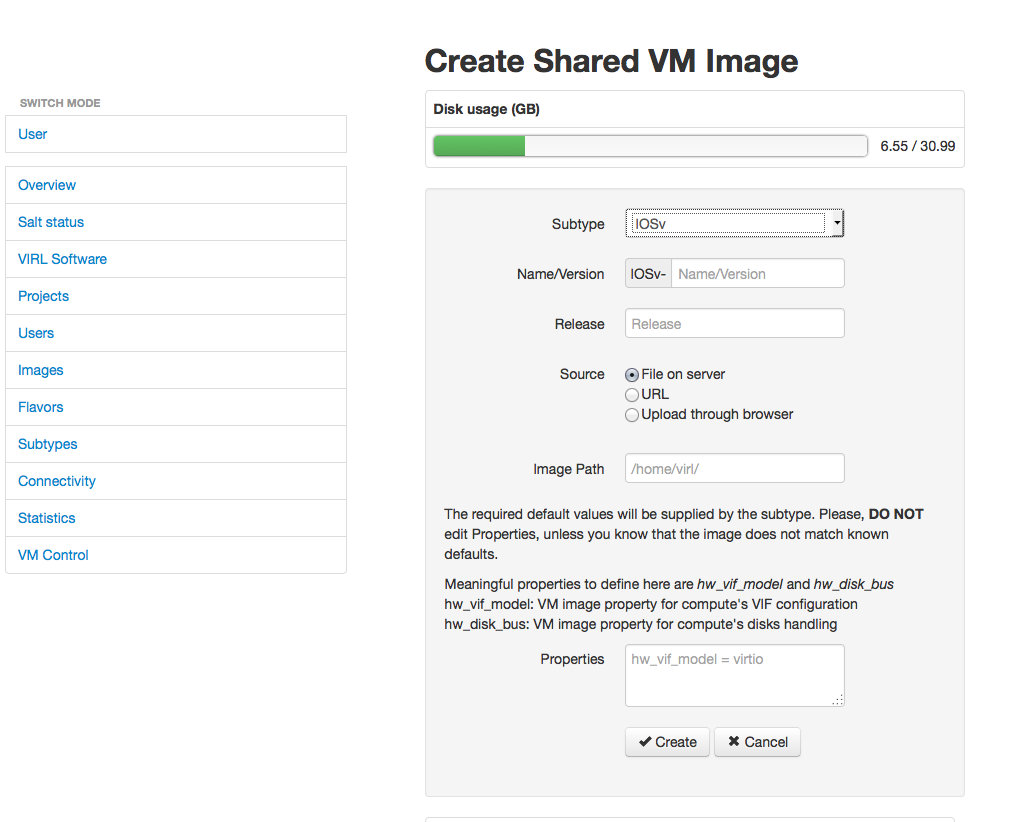 Create Shared VM Image
SWITCH MODE
User
Overview
Salt status
VIRL Software
Projects
Users
Images
Flavors
Subtypes
Connectivity
Statistics
VM Control
Disk usage (GB)
6.55 / 30.99
Subtype IOSv
Name/Version IOSv- Name/Version
Release Release
Source File on server
URL
Upload through browser
Image Path /home/virl/
The required default values will be supplied by the subtype. Please, DO NOT
edit Properties, unless you know that the image does not match known
defaults.
Meaningful properties to define here are hw_vif_model and hw_disk_bus
hw_vif_model: VM image property for compute's VIF configuration
hw_disk_bus: VM image property for compute's disks handling
Properties hw_vif_model = virtio
Create Cancel